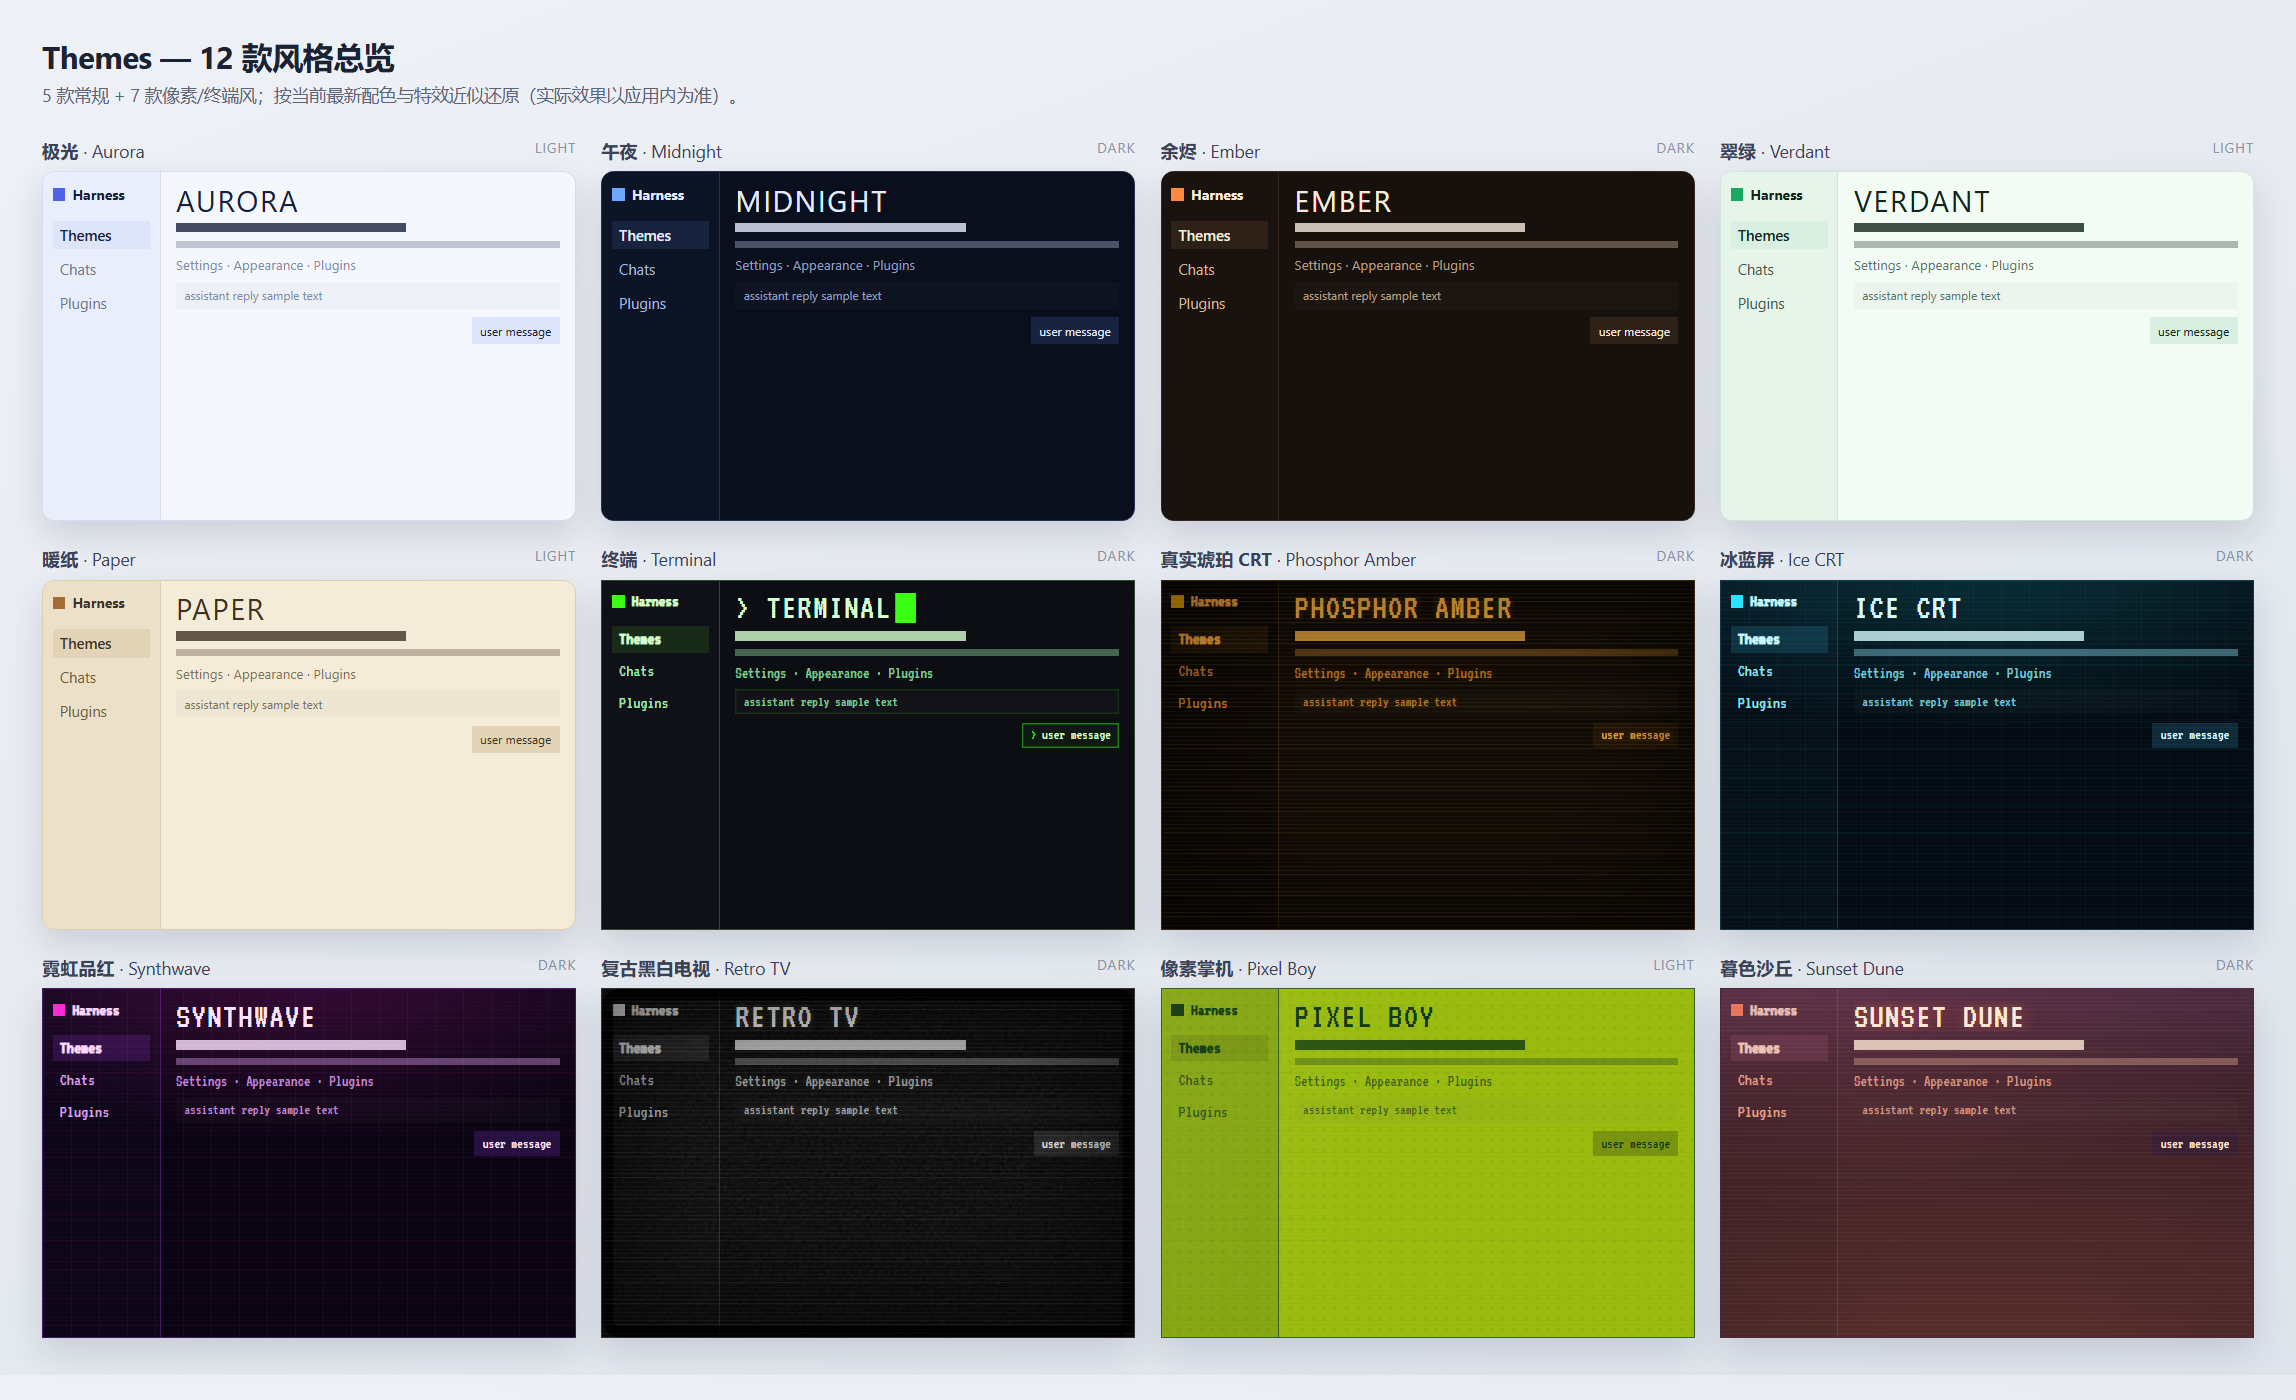 Themes — 12 款风格总览
5 款常规 + 7 款像素/终端风；按当前最新配色与特效近似还原（实际效果以应用内为准）。
极光 · Aurora LIGHT
Harness
Themes
Chats
Plugins
AURORA
Settings · Appearance · Plugins
assistant reply sample text
user message
午夜 · Midnight DARK
Harness
Themes
Chats
Plugins
MIDNIGHT
Settings · Appearance · Plugins
assistant reply sample text
user message
余烬 · Ember DARK
Harness
Themes
Chats
Plugins
EMBER
Settings · Appearance · Plugins
assistant reply sample text
user message
翠绿 · Verdant LIGHT
Harness
Themes
Chats
Plugins
VERDANT
Settings · Appearance · Plugins
assistant reply sample text
user message
暖纸 · Paper LIGHT
Harness
Themes
Chats
Plugins
PAPER
Settings · Appearance · Plugins
assistant reply sample text
user message
终端 · Terminal DARK
Harness
Themes
Chats
Plugins
❯ TERMINAL
Settings · Appearance · Plugins
assistant reply sample text
❯ user message
真实琥珀 CRT · Phosphor Amber DARK
Harness
Themes
Chats
Plugins
PHOSPHOR AMBER
Settings · Appearance · Plugins
assistant reply sample text
user message
冰蓝屏 · Ice CRT DARK
Harness
Themes
Chats
Plugins
ICE CRT
Settings · Appearance · Plugins
assistant reply sample text
user message
霓虹品红 · Synthwave DARK
Harness
Themes
Chats
Plugins
SYNTHWAVE
Settings · Appearance · Plugins
assistant reply sample text
user message
复古黑白电视 · Retro TV DARK
Harness
Themes
Chats
Plugins
RETRO TV
Settings · Appearance · Plugins
assistant reply sample text
user message
像素掌机 · Pixel Boy LIGHT
Harness
Themes
Chats
Plugins
PIXEL BOY
Settings · Appearance · Plugins
assistant reply sample text
user message
暮色沙丘 · Sunset Dune DARK
Harness
Themes
Chats
Plugins
SUNSET DUNE
Settings · Appearance · Plugins
assistant reply sample text
user message